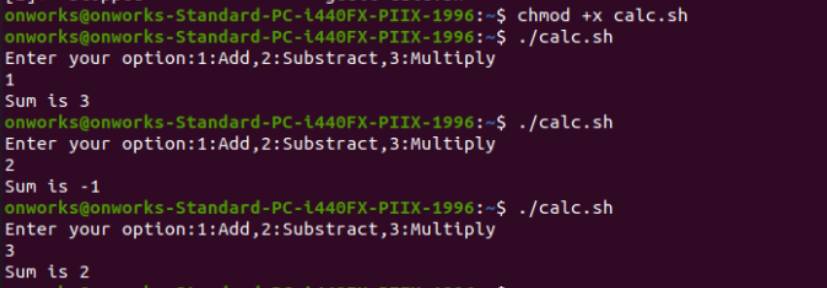 onworks@onworks-Standard-PC-i440FX-PIIX-1996:~$ chmod +x calc.sh
onworks@onworks-Standard-PC-i440FX-PIIX-1996:~$ ./calc.sh
Enter your option:1:Add,2:Substract,3:Multiply
1
Sum is 3
onworks@onworks-Standard-PC-i440FX-PIIX-1996:~$ ./calc.sh
Enter your option:1:Add,2:Substract,3:Multiply
2
Sum is -1
onworks@onworks-Standard-PC-i440FX-PIIX-1996:~$ ./calc.sh
Enter your option:1:Add,2:Substract,3:Multiply
3
Sum is 2